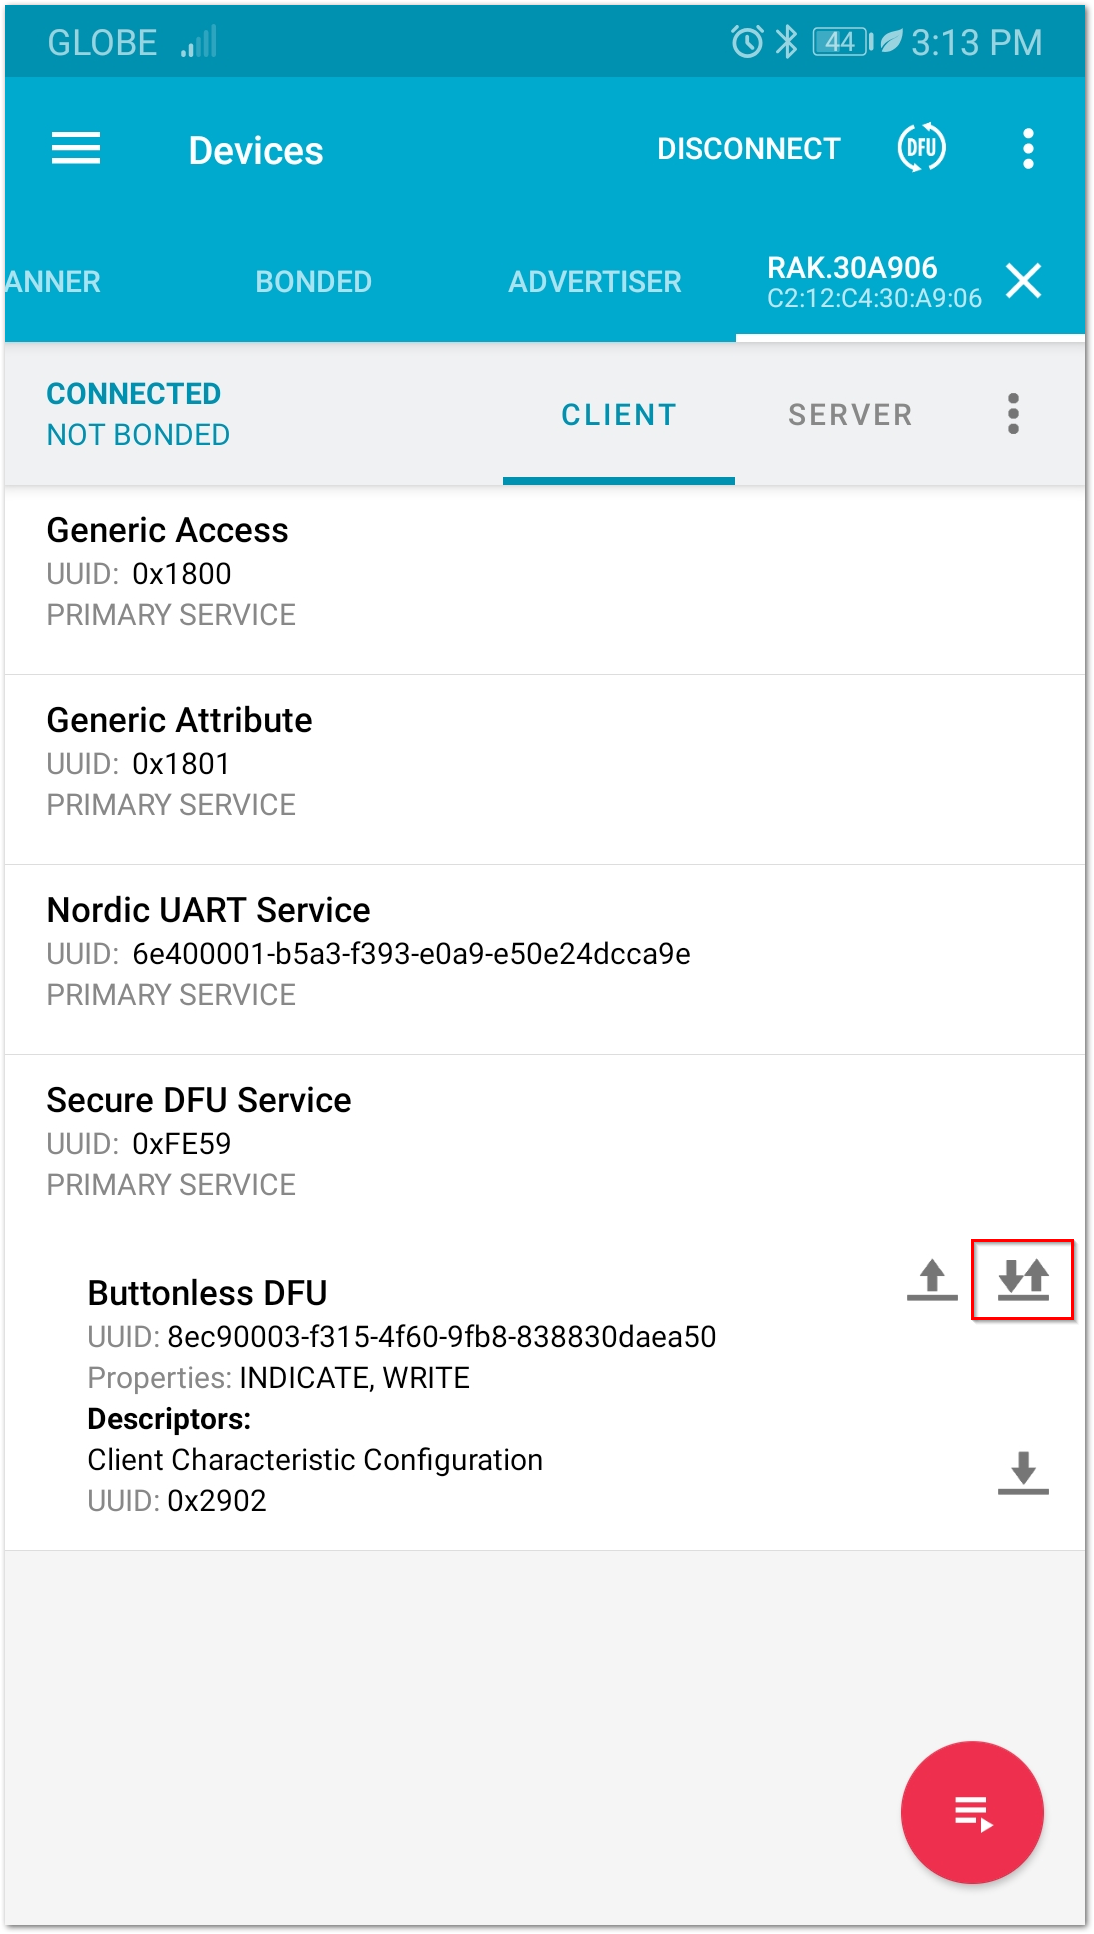 GLOBE 44 3:13 PM
Devices DISCONNECT DFU
ANNER BONDED ADVERTISER RAK.30A906
C2:12:C4:30:A9:06
CONNECTED
NOT BONDED
CLIENT SERVER
Generic Access
UUID: 0x1800
PRIMARY SERVICE
Generic Attribute
UUID: 0x1801
PRIMARY SERVICE
Nordic UART Service
UUID: 6e400001-b5a3-f393-e0a9-e50e24dcca9e
PRIMARY SERVICE
Secure DFU Service
UUID: 0xFE59
PRIMARY SERVICE
Buttonless DFU
UUID: 8ec90003-f315-4f60-9fb8-838830daea50
Properties: INDICATE, WRITE
Descriptors:
Client Characteristic Configuration
UUID: 0x2902